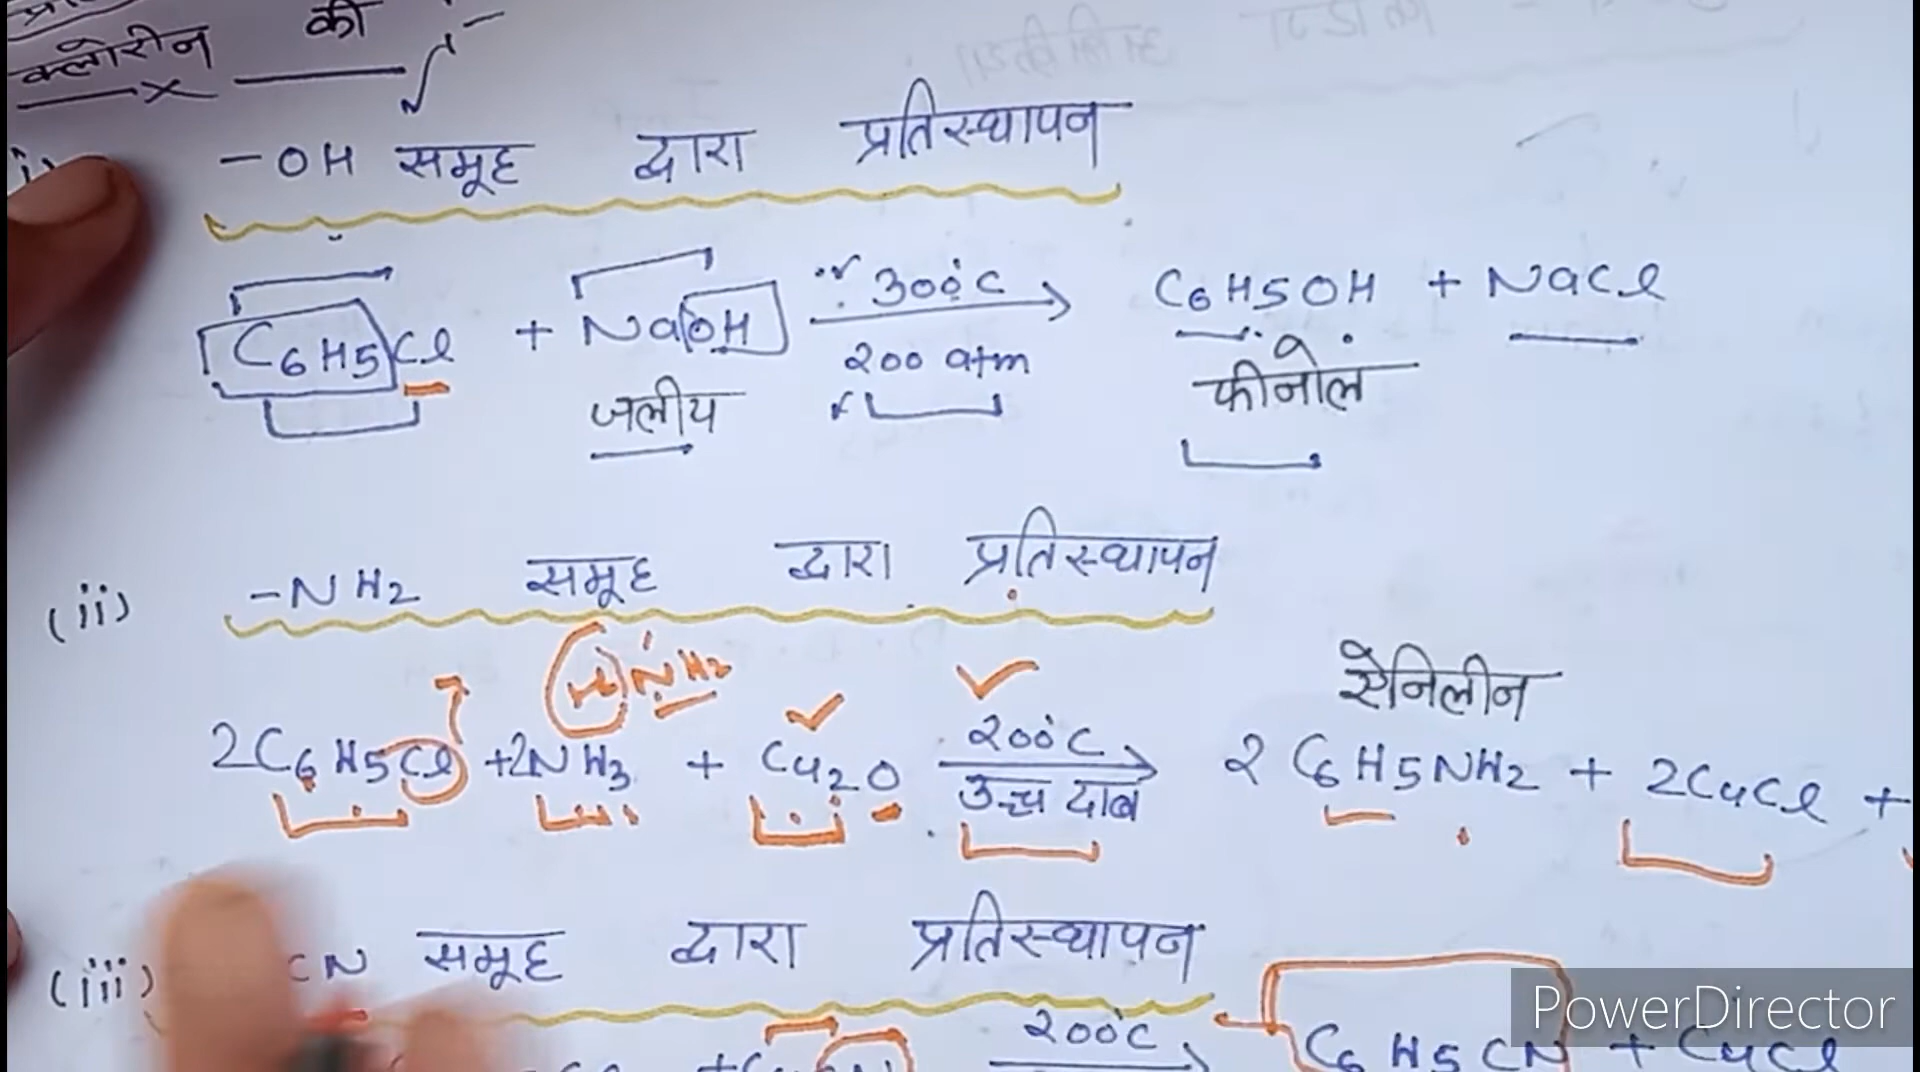 क्लोरीन की
i) -OH समूह द्वारा प्रतिस्थापन
C6H5Cl + NaOH 300°C C6H5OH + NaCl
200 atm
जलीय फीनोल
(ii) -NH2 समूह द्वारा प्रतिस्थापन
HNH2
ऐनिलीन
2C6H5Cl +2NH3 + Cu2O 200°C 2C6H5NH2 + 2CuCl +
उच्च दाब
(iii) CN समूह द्वारा प्रतिस्थापन
200°C
C6H5CN + CuCl
PowerDirector